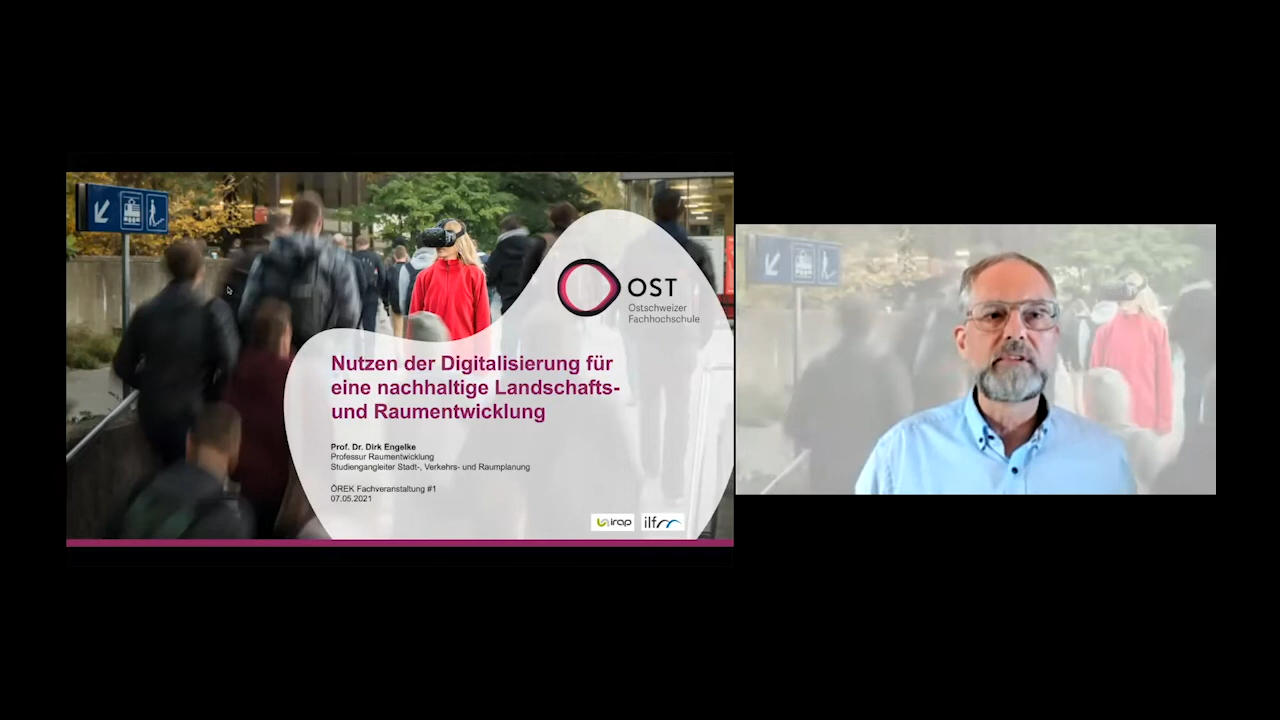 OST
Ostschweizer
Fachhochschule
Nutzen der Digitalisierung für
eine nachhaltige Landschafts-
und Raumentwicklung
Prof. Dr. Dirk Engelke
Professur Raumentwicklung
Studiengangleiter Stadt-, Verkehrs- und Raumplanung
ÖREK Fachveranstaltung #1
07.05.2021
irap
ilf